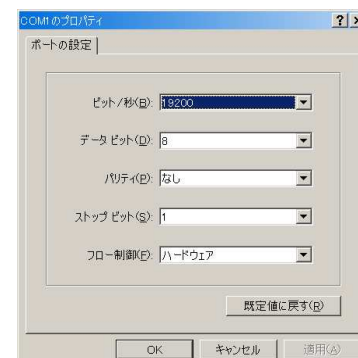 COM1のプロパティ
ポートの設定
ビット/秒(B): 19200
データ ビット(D): 8
パリティ(P): なし
ストップ ビット(S): 1
フロー制御(F): ハードウェア
既定値に戻す(R)
OK キャンセル 適用(A)